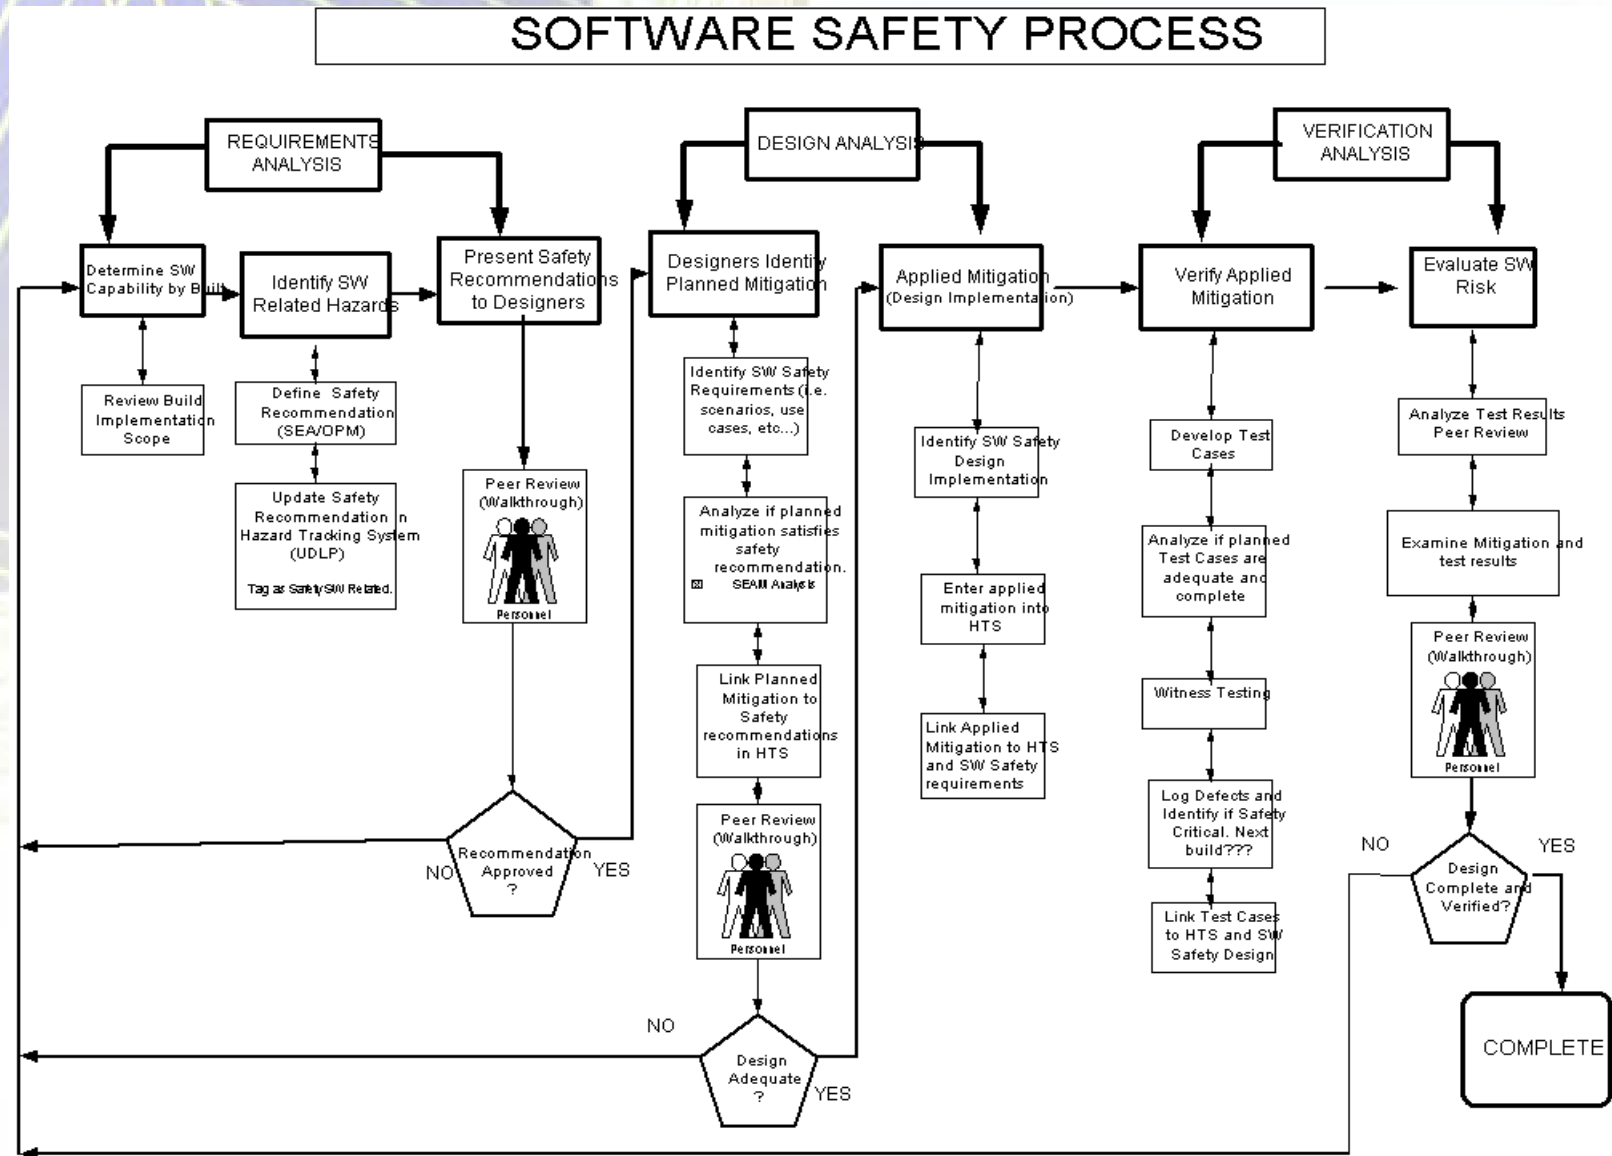 SOFTWARE SAFETY PROCESS
REQUIREMENTS
ANALYSIS
DESIGN ANALYSIS
VERIFICATION
ANALYSIS
Determine SW
Capability by Built
Identify SW
Related Hazards
Present Safety
Recommendations
to Designers
Designers Identify
Planned Mitigation
Applied Mitigation
(Design Implementation)
Verify Applied
Mitigation
Evaluate SW
Risk
Review Build
Implementation
Scope
Define Safety
Recommendation
(SEA/OPM)
Update Safety
Recommendation in
Hazard Tracking System
(UDLP)
Tag as Safety SW Related.
Peer Review
(Walkthrough)
Personnel
Recommendation
Approved
?
NO
YES
Identify SW Safety
Requirements (i.e.
scenarios, use
cases, etc...)
Analyze if planned
mitigation satisfies
safety
recommendation.
SEAM Analysis
Link Planned
Mitigation to
Safety
recommendations
in HTS
Peer Review
(Walkthrough)
Personnel
NO
Design
Adequate
?
YES
Identify SW Safety
Design
Implementation
Enter applied
mitigation into
HTS
Link Applied
Mitigation to HTS
and SW Safety
requirements
Develop Test
Cases
Analyze if planned
Test Cases are
adequate and
complete
Witness Testing
Log Defects and
Identify if Safety
Critical. Next
build???
Link Test Cases
to HTS and SW
Safety Design
Analyze Test Results
Peer Review
Examine Mitigation and
test results
Peer Review
(Walkthrough)
Personnel
NO
YES
Design
Complete and
Verified?
COMPLETE